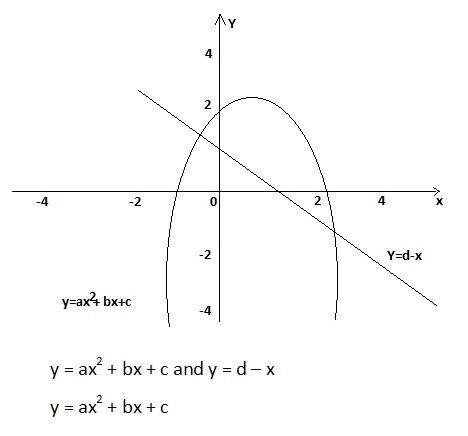 Y
4
2
-4 -2 0 2 4 x
-2
Y=d-x
y=ax²+ bx+c
-4
y = ax² + bx + c and y = d – x
y = ax² + bx + c